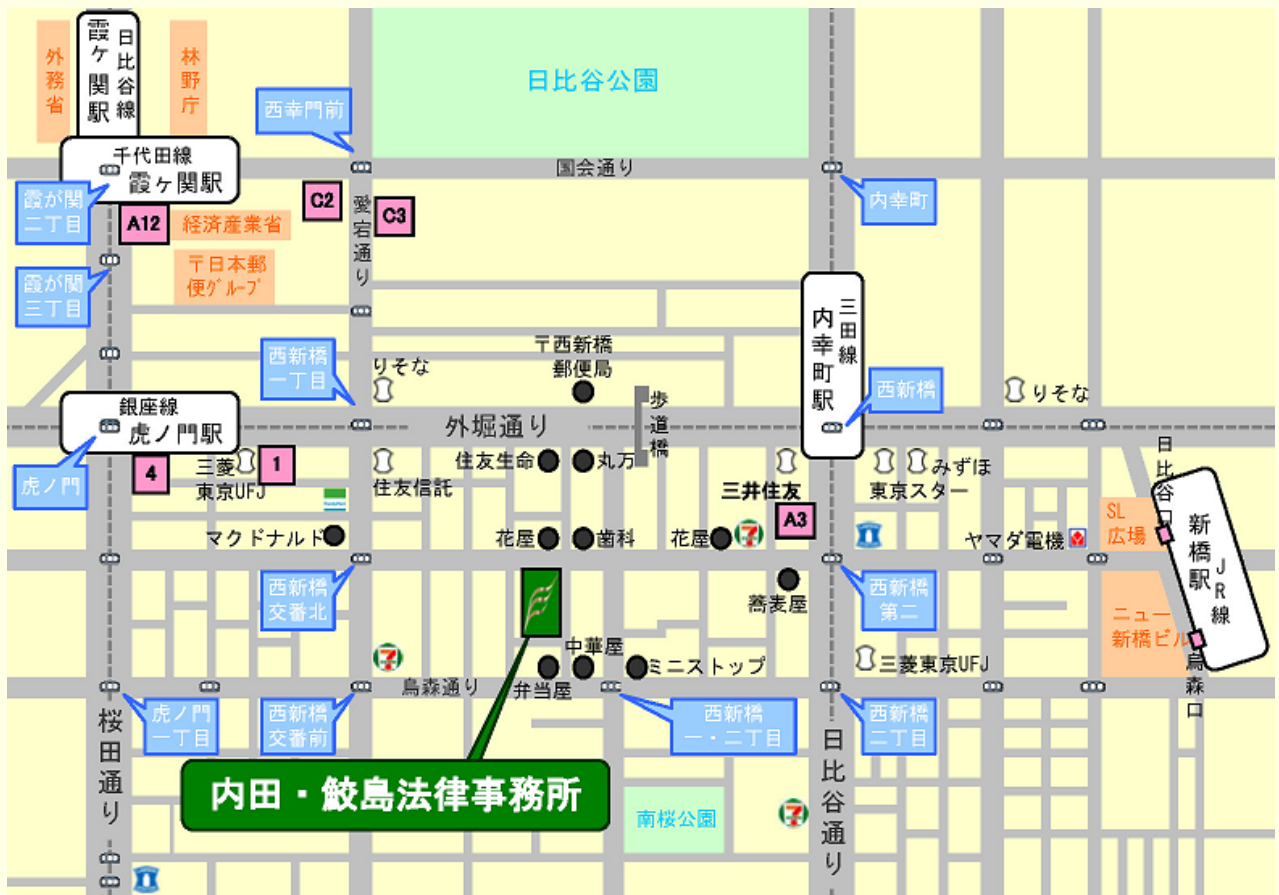 外務省
霞ケ関駅
日比谷線
林野庁
日比谷公園
西幸門前
千代田線
霞ヶ関駅
国会通り
霞が関
二丁目
A12
経済産業省
C2
愛宕通り
C3
内幸町
〒日本郵
便グループ
霞が関
三丁目
三田線
内幸町駅
西新橋
一丁目
りそな
〒西新橋
郵便局
西新橋
りそな
歩道橋
銀座線
虎ノ門駅
外堀通り
虎ノ門
4
三菱
東京UFJ
1
住友信託
住友生命
丸万
三井住友
みずほ
東京スター
日比谷口
A3
SL
広場
新橋駅
JR線
マクドナルド
FamilyMart
花屋
歯科
花屋
ヤマダ電機
西新橋
交番北
蕎麦屋
西新橋
第二
ニュー
新橋ビル
中華屋
弁当屋
ミニストップ
三菱東京UFJ
烏森口
烏森通り
桜田通り
虎ノ門
一丁目
西新橋
交番前
西新橋
一・二丁目
西新橋
二丁目
日比谷通り
内田・鮫島法律事務所
南桜公園